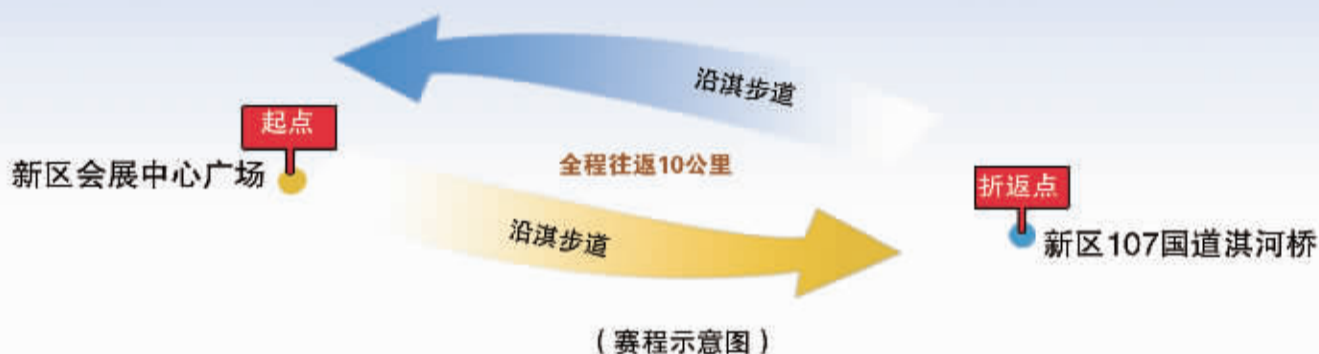 沿淇步道
起点
全程往返10公里
新区会展中心广场
折返点
沿淇步道
新区107国道淇河桥
（赛程示意图）